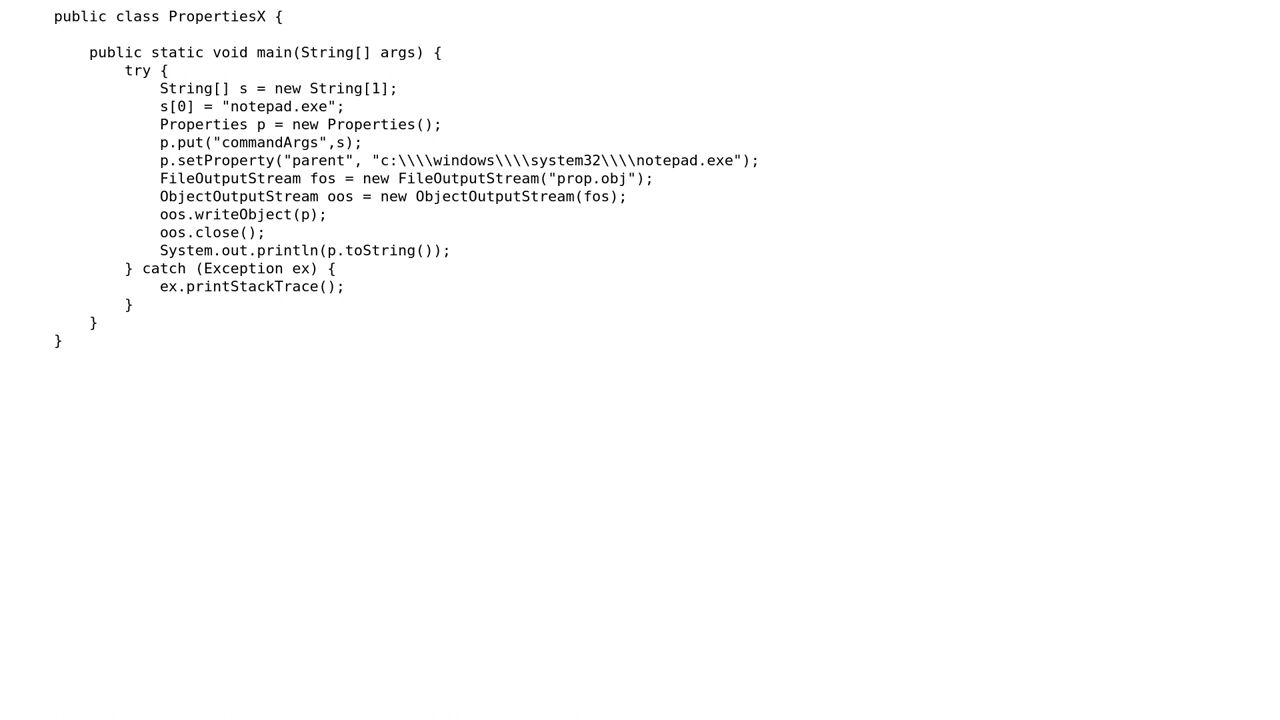 public class PropertiesX {
public static void main(String[] args) {
try {
String[] s = new String[1];
s[0] = "notepad.exe";
Properties p = new Properties();
p.put("commandArgs",s);
p.setProperty("parent", "c:\\\\windows\\\\system32\\\\notepad.exe");
FileOutputStream fos = new FileOutputStream("prop.obj");
ObjectOutputStream oos = new ObjectOutputStream(fos);
oos.writeObject(p);
oos.close();
System.out.println(p.toString());
} catch (Exception ex) {
ex.printStackTrace();
}
}
}